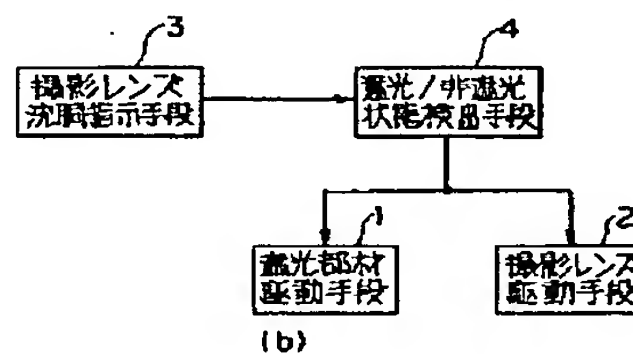 3
4
撮影レンズ
沈胴指示手段
遮光/非遮光
状態検出手段
1
2
遮光部材
駆動手段
撮影レンズ
駆動手段
(b)